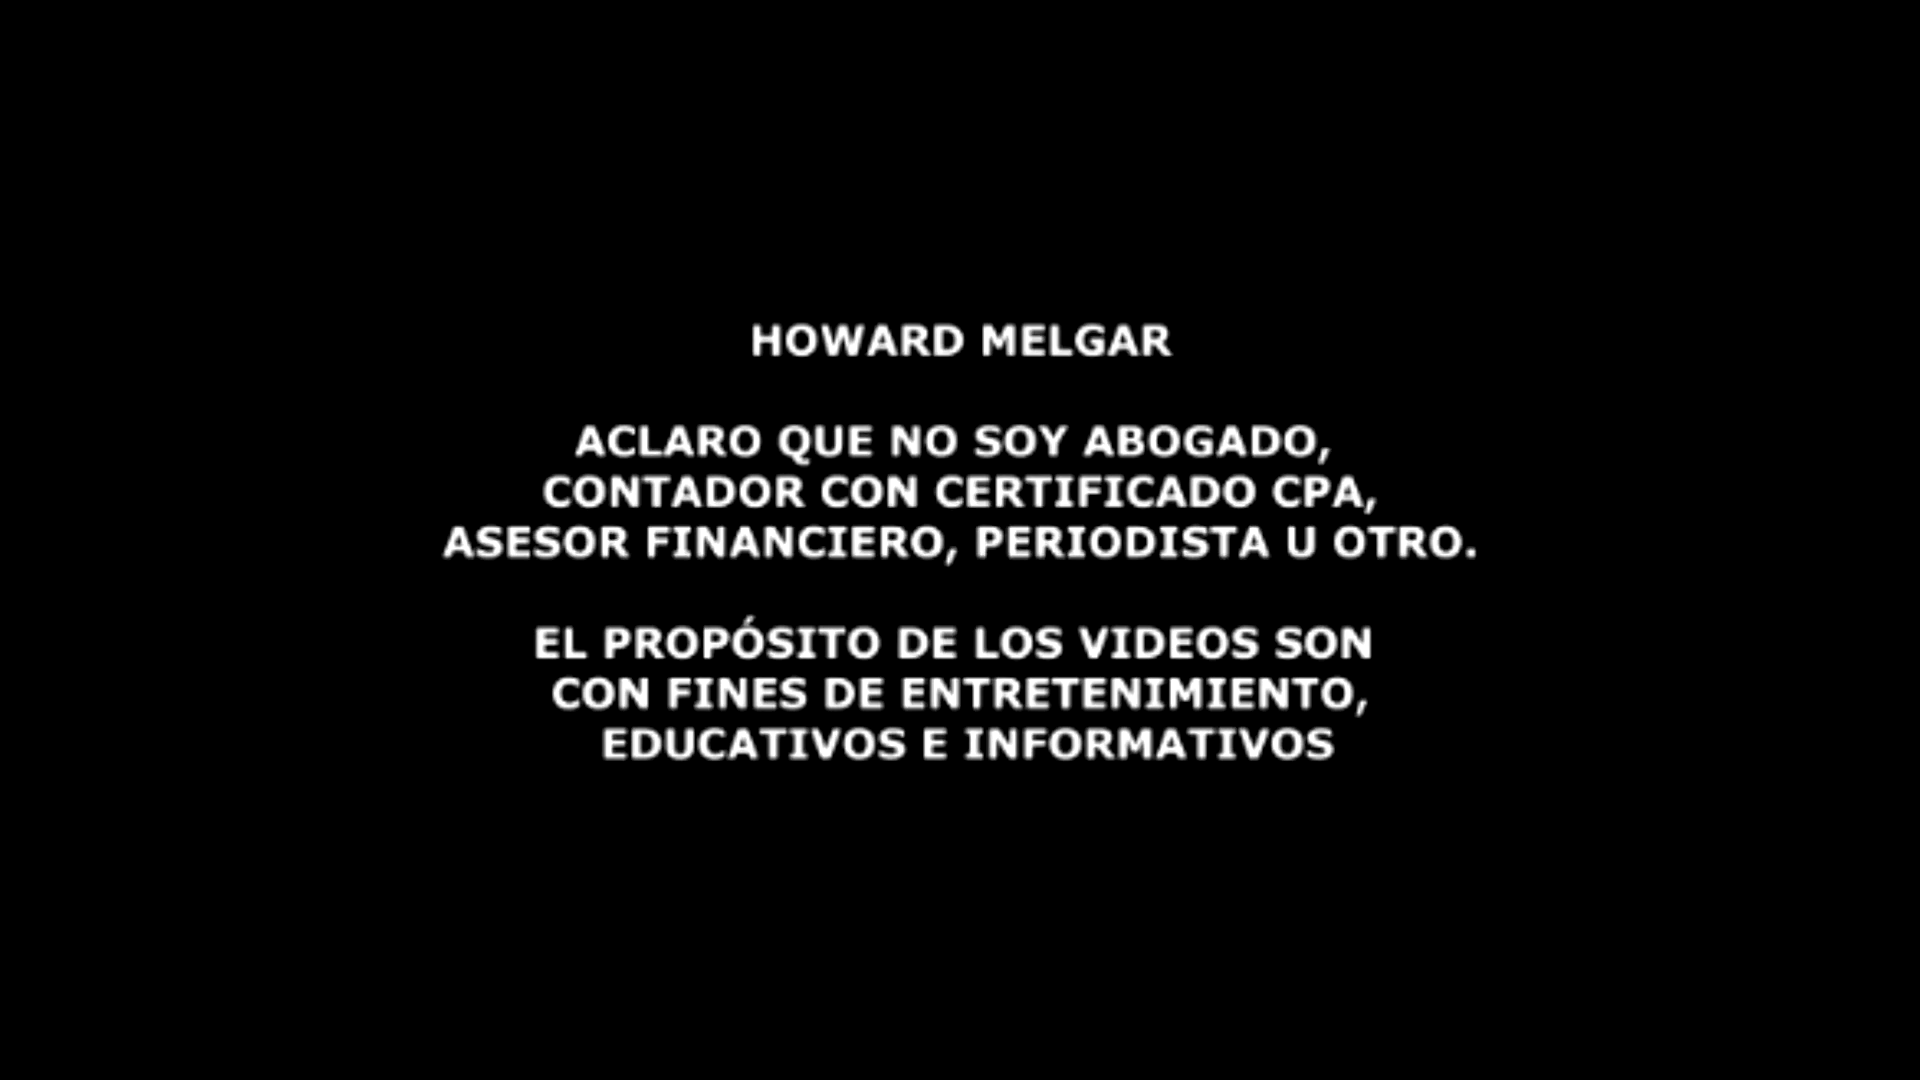 HOWARD MELGAR
ACLARO QUE NO SOY ABOGADO,
CONTADOR CON CERTIFICADO CPA,
ASESOR FINANCIERO, PERIODISTA U OTRO.
EL PROPÓSITO DE LOS VIDEOS SON
CON FINES DE ENTRETENIMIENTO,
EDUCATIVOS E INFORMATIVOS